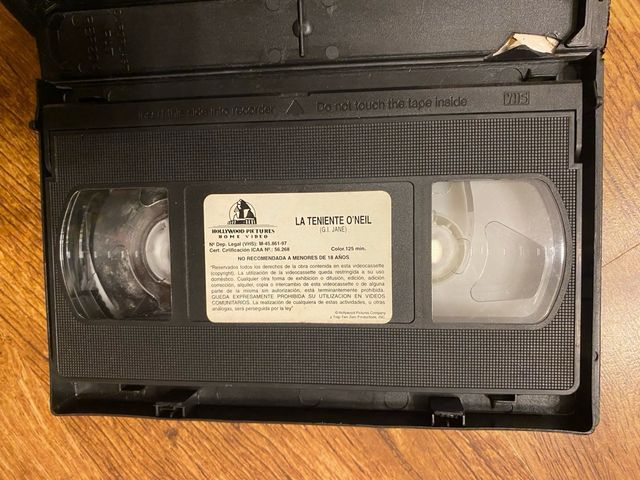 Insert this side into recorder
Do not touch the tape inside
VHS
HOLLYWOOD PICTURES
HOME VIDEO
LA TENIENTE O'NEIL
(G.I. JANE)
Nº Dep. Legal (VHS): M-45.861-97
Cert. Certificación ICAA Nº.: 56.268
Color.125 min.
NO RECOMENDADA A MENORES DE 18 AÑOS
"Reservados todos los derechos de la obra contenida en esta videocassette
(copyright). La utilización de la videocassette queda restringida a su uso
doméstico. Cualquier otra forma de exhibición o difusión, edición, adición
corrección, alquiler, copia o intercambio de esta videocassette o de alguna
parte de la misma sin autorización, está terminantemente prohibida.
QUEDA EXPRESAMENTE PROHIBIDA SU UTILIZACION EN VIDEOS
COMUNITARIOS. La realización de cualquiera de estas actividades, u otras
análogas, será perseguida por la ley"
©Hollywood Pictures Company
y Trap-Two Zero Productions, INC.